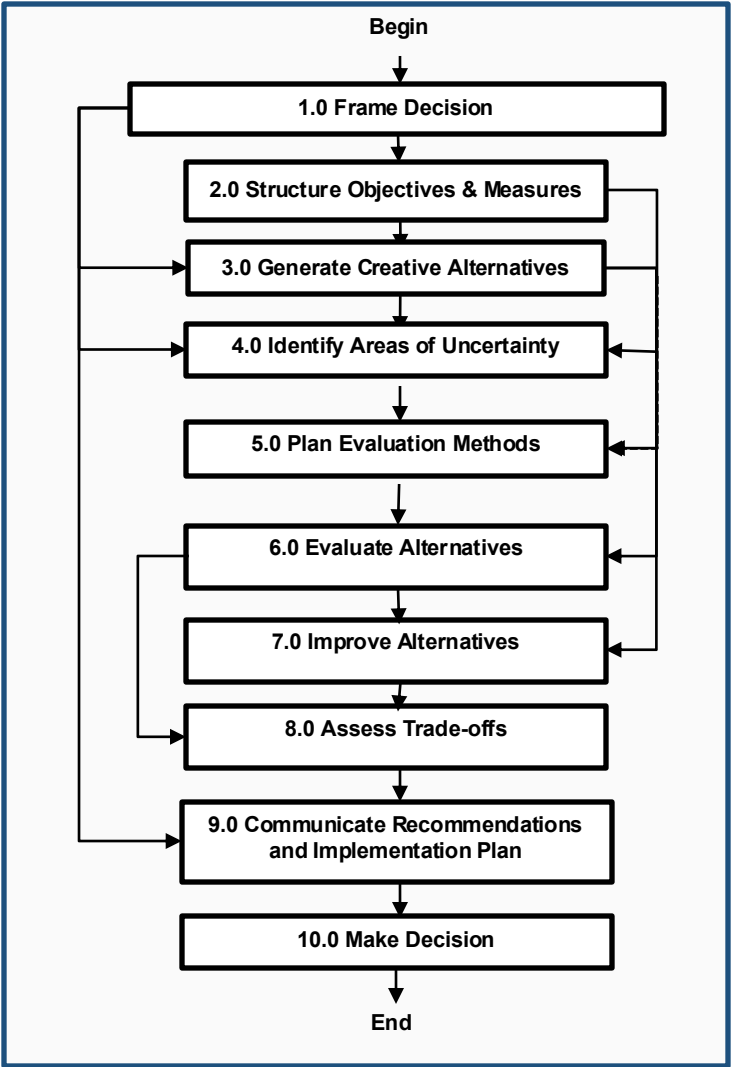 Begin
1.0 Frame Decision
2.0 Structure Objectives & Measures
3.0 Generate Creative Alternatives
4.0 Identify Areas of Uncertainty
5.0 Plan Evaluation Methods
6.0 Evaluate Alternatives
7.0 Improve Alternatives
8.0 Assess Trade-offs
9.0 Communicate Recommendations
and Implementation Plan
10.0 Make Decision
End